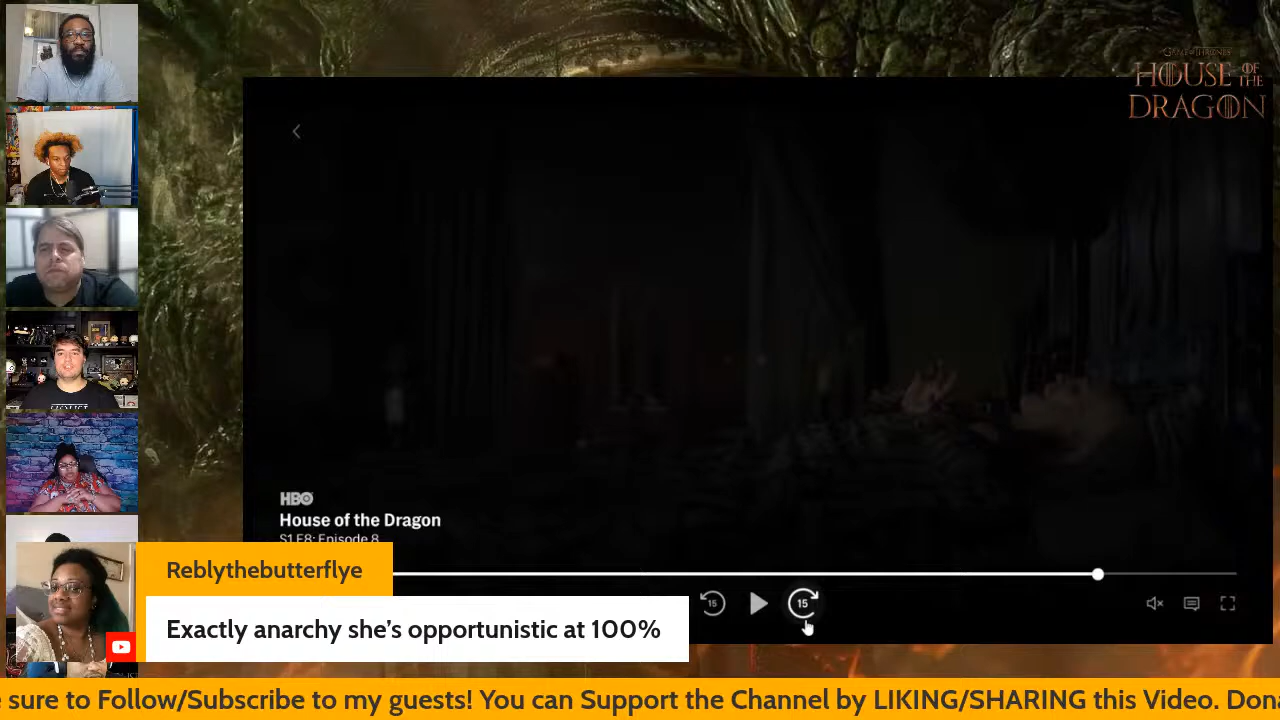 GAME OF THRONES
HOUSE OF THE
DRAGON
HBO
House of the Dragon
S1 E8: Episode 8
15
15
Reblythebutterflye
Exactly anarchy she's opportunistic at 100%
sure to Follow/Subscribe to my guests! You can Support the Channel by LIKING/SHARING this Video. Dona